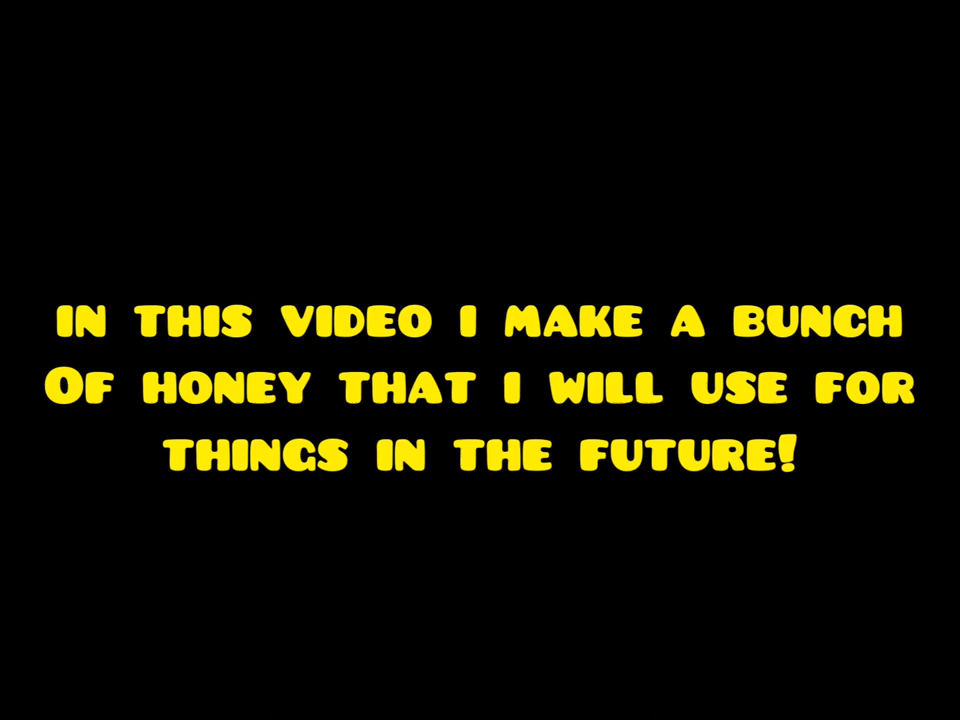 IN THIS VIDEO I MAKE A BUNCH
OF HONEY THAT I WILL USE FOR
THINGS IN THE FUTURE!